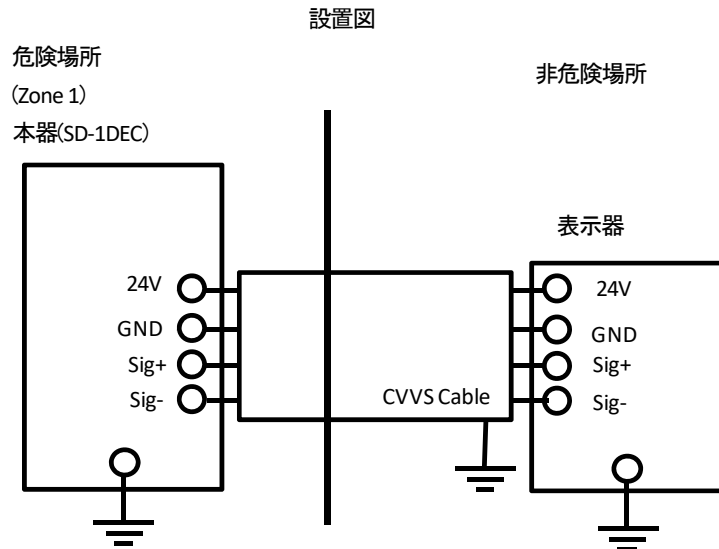 設置図
危険場所
(Zone 1)
本器(SD-1DEC)
非危険場所
表示器
24V
GND
Sig+
Sig-
CVVS Cable
24V
GND
Sig+
Sig-